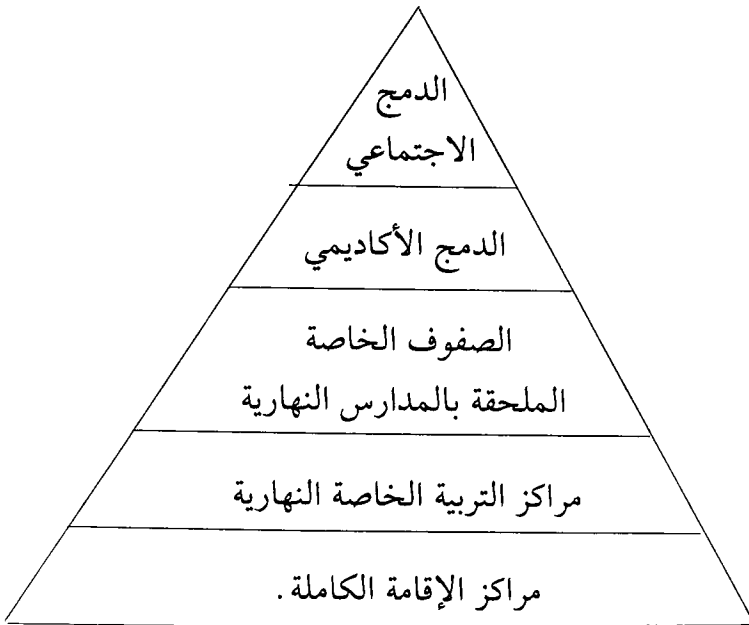 الدمج
الاجتماعي
الدمج الأكاديمي
الصفوف الخاصة
الملحقة بالمدارس النهارية
مراكز التربية الخاصة النهارية
مراكز الإقامة الكاملة .